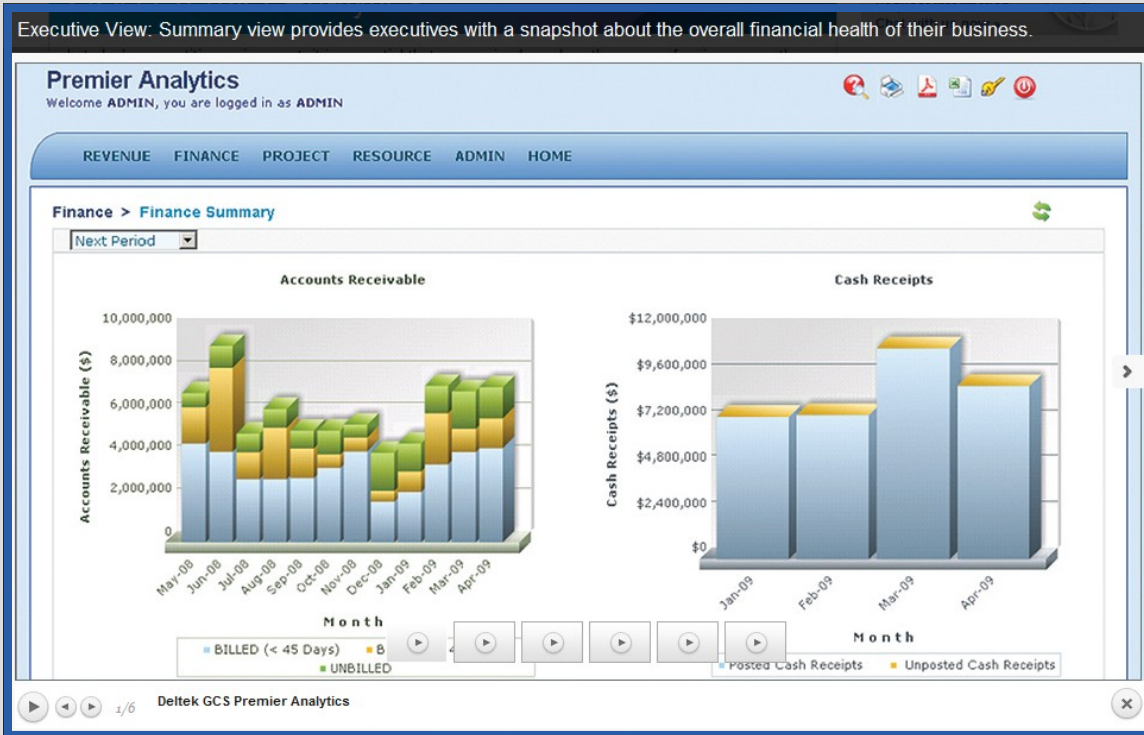 Executive View: Summary view provides executives with a snapshot about the overall financial health of their business.
Premier Analytics
Welcome ADMIN, you are logged in as ADMIN
REVENUE FINANCE PROJECT RESOURCE ADMIN HOME
Finance > Finance Summary
Next Period
Accounts Receivable
Accounts Receivable ($)
10,000,000
8,000,000
6,000,000
4,000,000
2,000,000
0
May-08 Jun-08 Jul-08 Aug-08 Sep-08 Oct-08 Nov-08 Dec-08 Jan-09 Feb-09 Mar-09 Apr-09
Month
BILLED (< 45 Days)
UNBILLED
Cash Receipts
Cash Receipts ($)
$12,000,000
$9,600,000
$7,200,000
$4,800,000
$2,400,000
$0
Jan-09 Feb-09 Mar-09 Apr-09
Month
Posted Cash Receipts Unposted Cash Receipts
1/6 Deltek GCS Premier Analytics